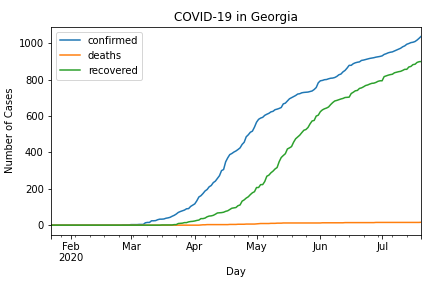 COVID-19 in Georgia
confirmed
deaths
recovered
Number of Cases
1000
800
600
400
200
0
Feb
2020
Mar
Apr
May
Jun
Jul
Day